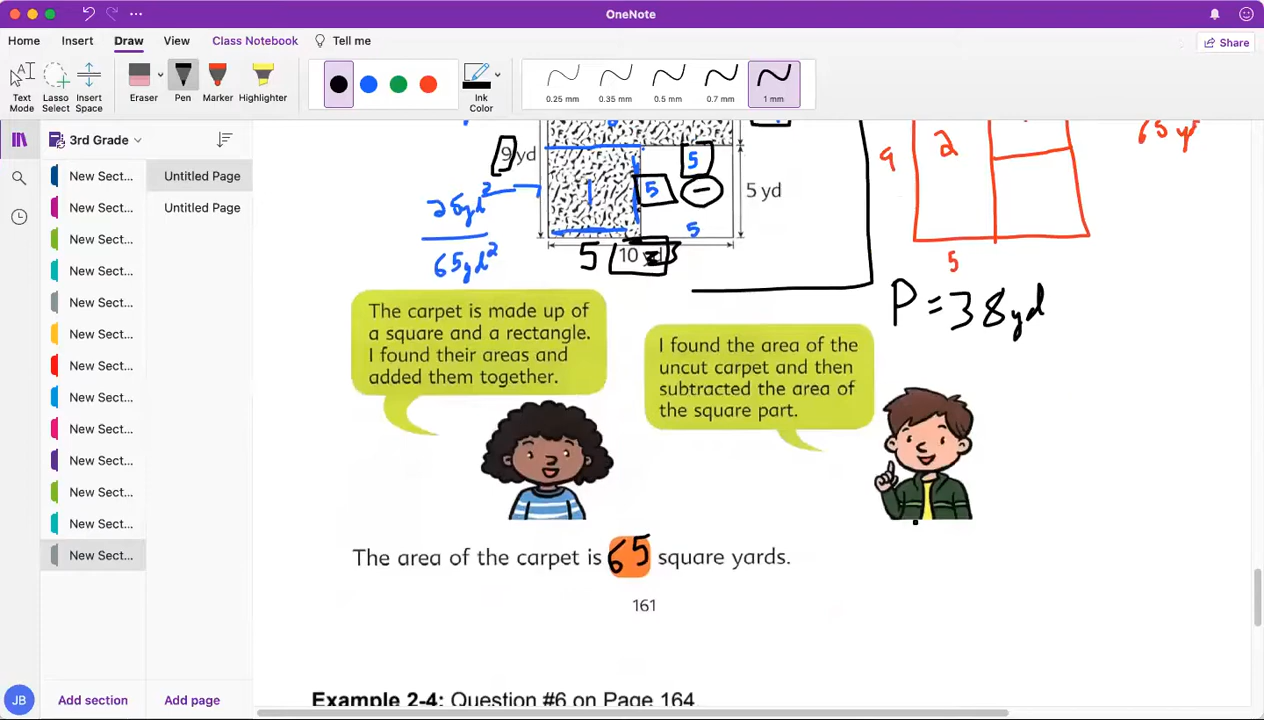 OneNote
Home Insert Draw View Class Notebook Tell me
Share
Text Mode
Lasso Select
Insert Space
Eraser
Pen
Marker
Highlighter
Ink Color
0.25 mm 0.35 mm 0.5 mm 0.7 mm 1 mm
3rd Grade
New Sect...
New Sect...
New Sect...
New Sect...
New Sect...
New Sect...
New Sect...
New Sect...
New Sect...
New Sect...
New Sect...
New Sect...
New Sect...
Untitled Page
Untitled Page
9 yd
5
5
5
1
5 yd
25yd²
65yd²
5
10
9
2
65 yd²
5
P = 38yd
The carpet is made up of
a square and a rectangle.
I found their areas and
added them together.
I found the area of the
uncut carpet and then
subtracted the area of
the square part.
The area of the carpet is 65 square yards.
161
Example 2-4: Question #6 on Page 164
JB
Add section
Add page